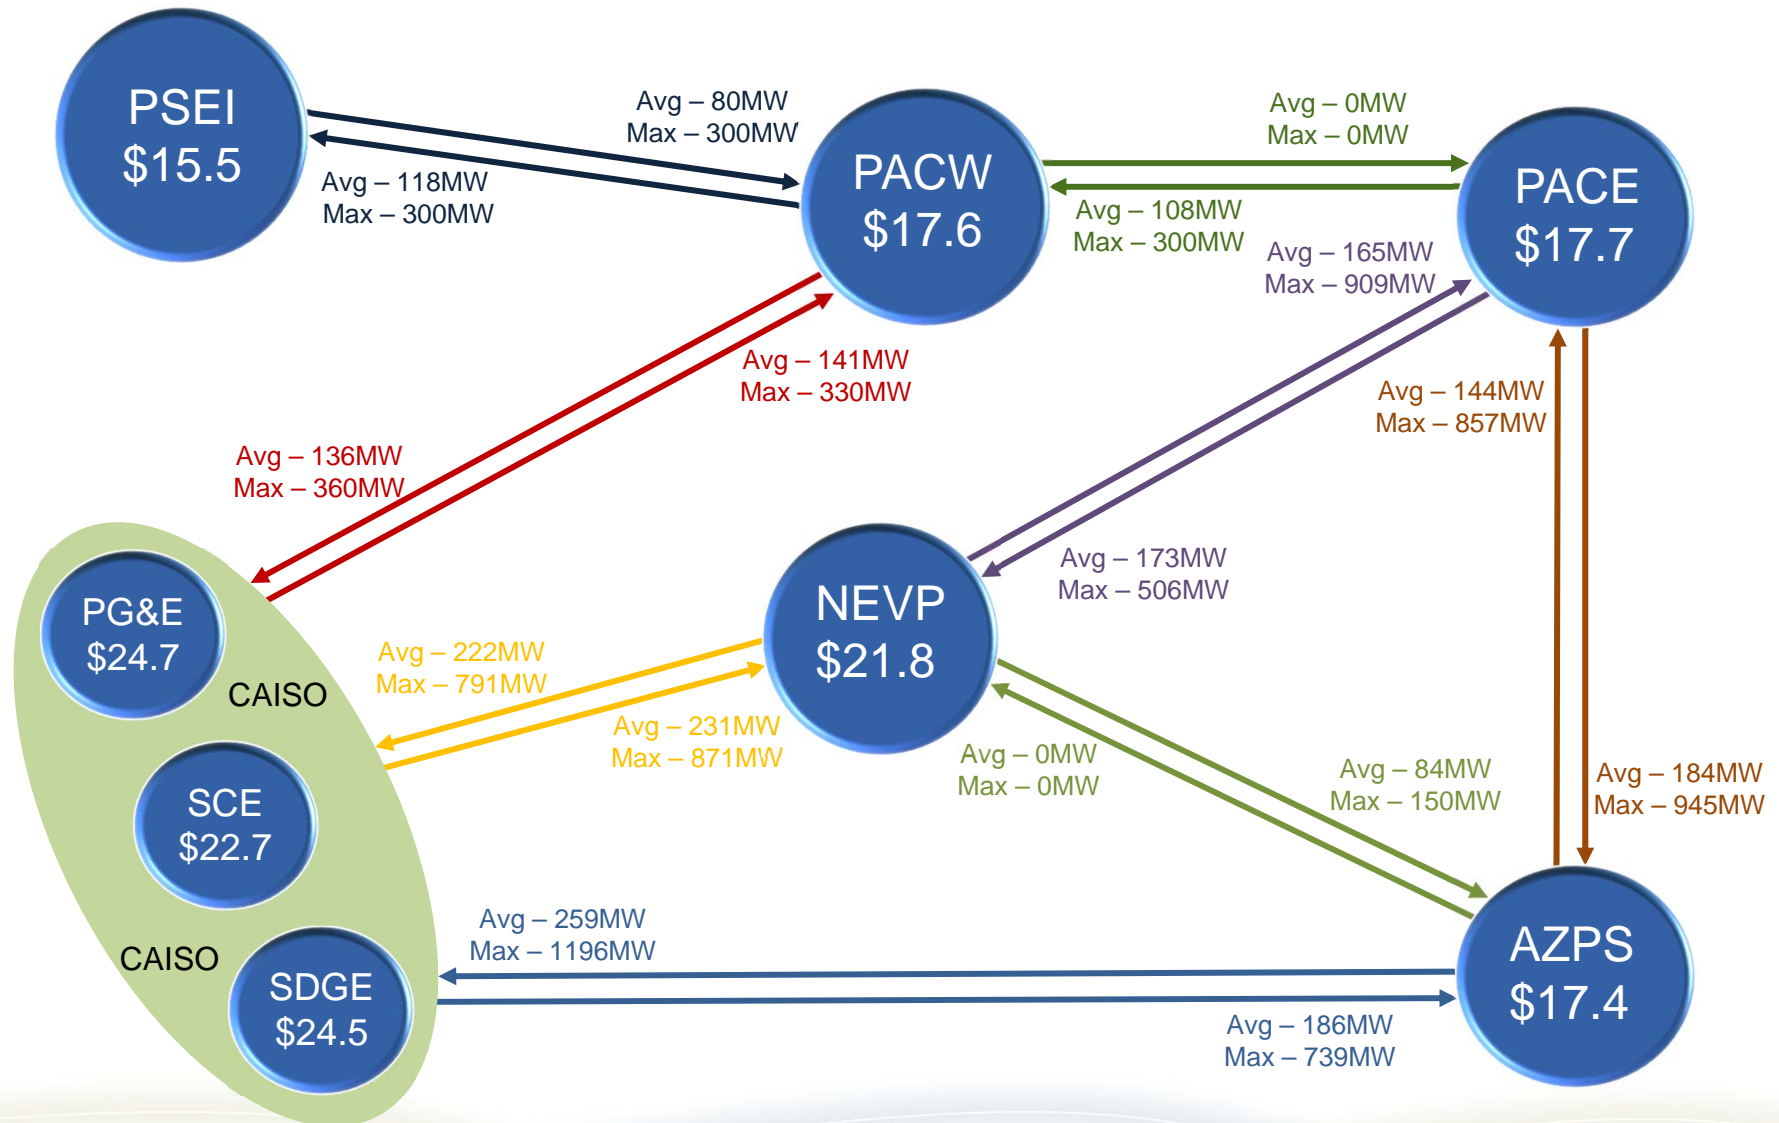 PSEI
$15.5
Avg – 80MW
Max – 300MW
Avg – 118MW
Max – 300MW
PACW
$17.6
Avg – 0MW
Max – 0MW
Avg – 108MW
Max – 300MW
PACE
$17.7
Avg – 165MW
Max – 909MW
Avg – 141MW
Max – 330MW
Avg – 144MW
Max – 857MW
Avg – 136MW
Max – 360MW
Avg – 173MW
Max – 506MW
NEVP
$21.8
PG&E
$24.7
CAISO
Avg – 222MW
Max – 791MW
Avg – 231MW
Max – 871MW
Avg – 0MW
Max – 0MW
Avg – 84MW
Max – 150MW
Avg – 184MW
Max – 945MW
SCE
$22.7
CAISO
SDGE
$24.5
Avg – 259MW
Max – 1196MW
Avg – 186MW
Max – 739MW
AZPS
$17.4